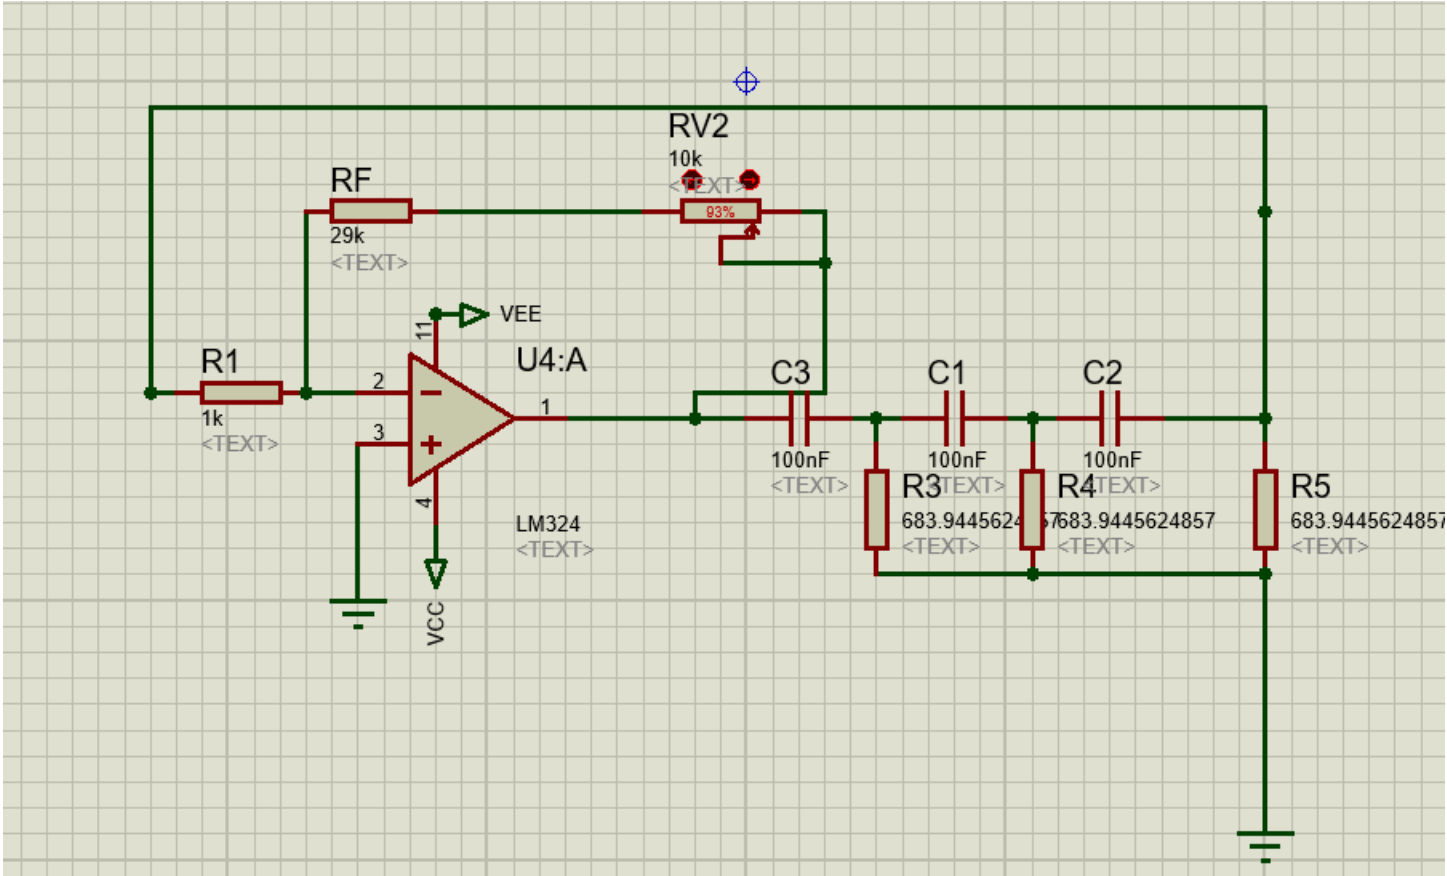 RV2
10k
<TEXT>
93%
RF
29k
<TEXT>
VEE
11
U4:A
R1
1k
<TEXT>
2
3
1
4
LM324
<TEXT>
VCC
C3
100nF
<TEXT>
C1
100nF
<TEXT>
C2
100nF
<TEXT>
R3
683.9445624857
<TEXT>
R4
683.9445624857
<TEXT>
R5
683.9445624857
<TEXT>